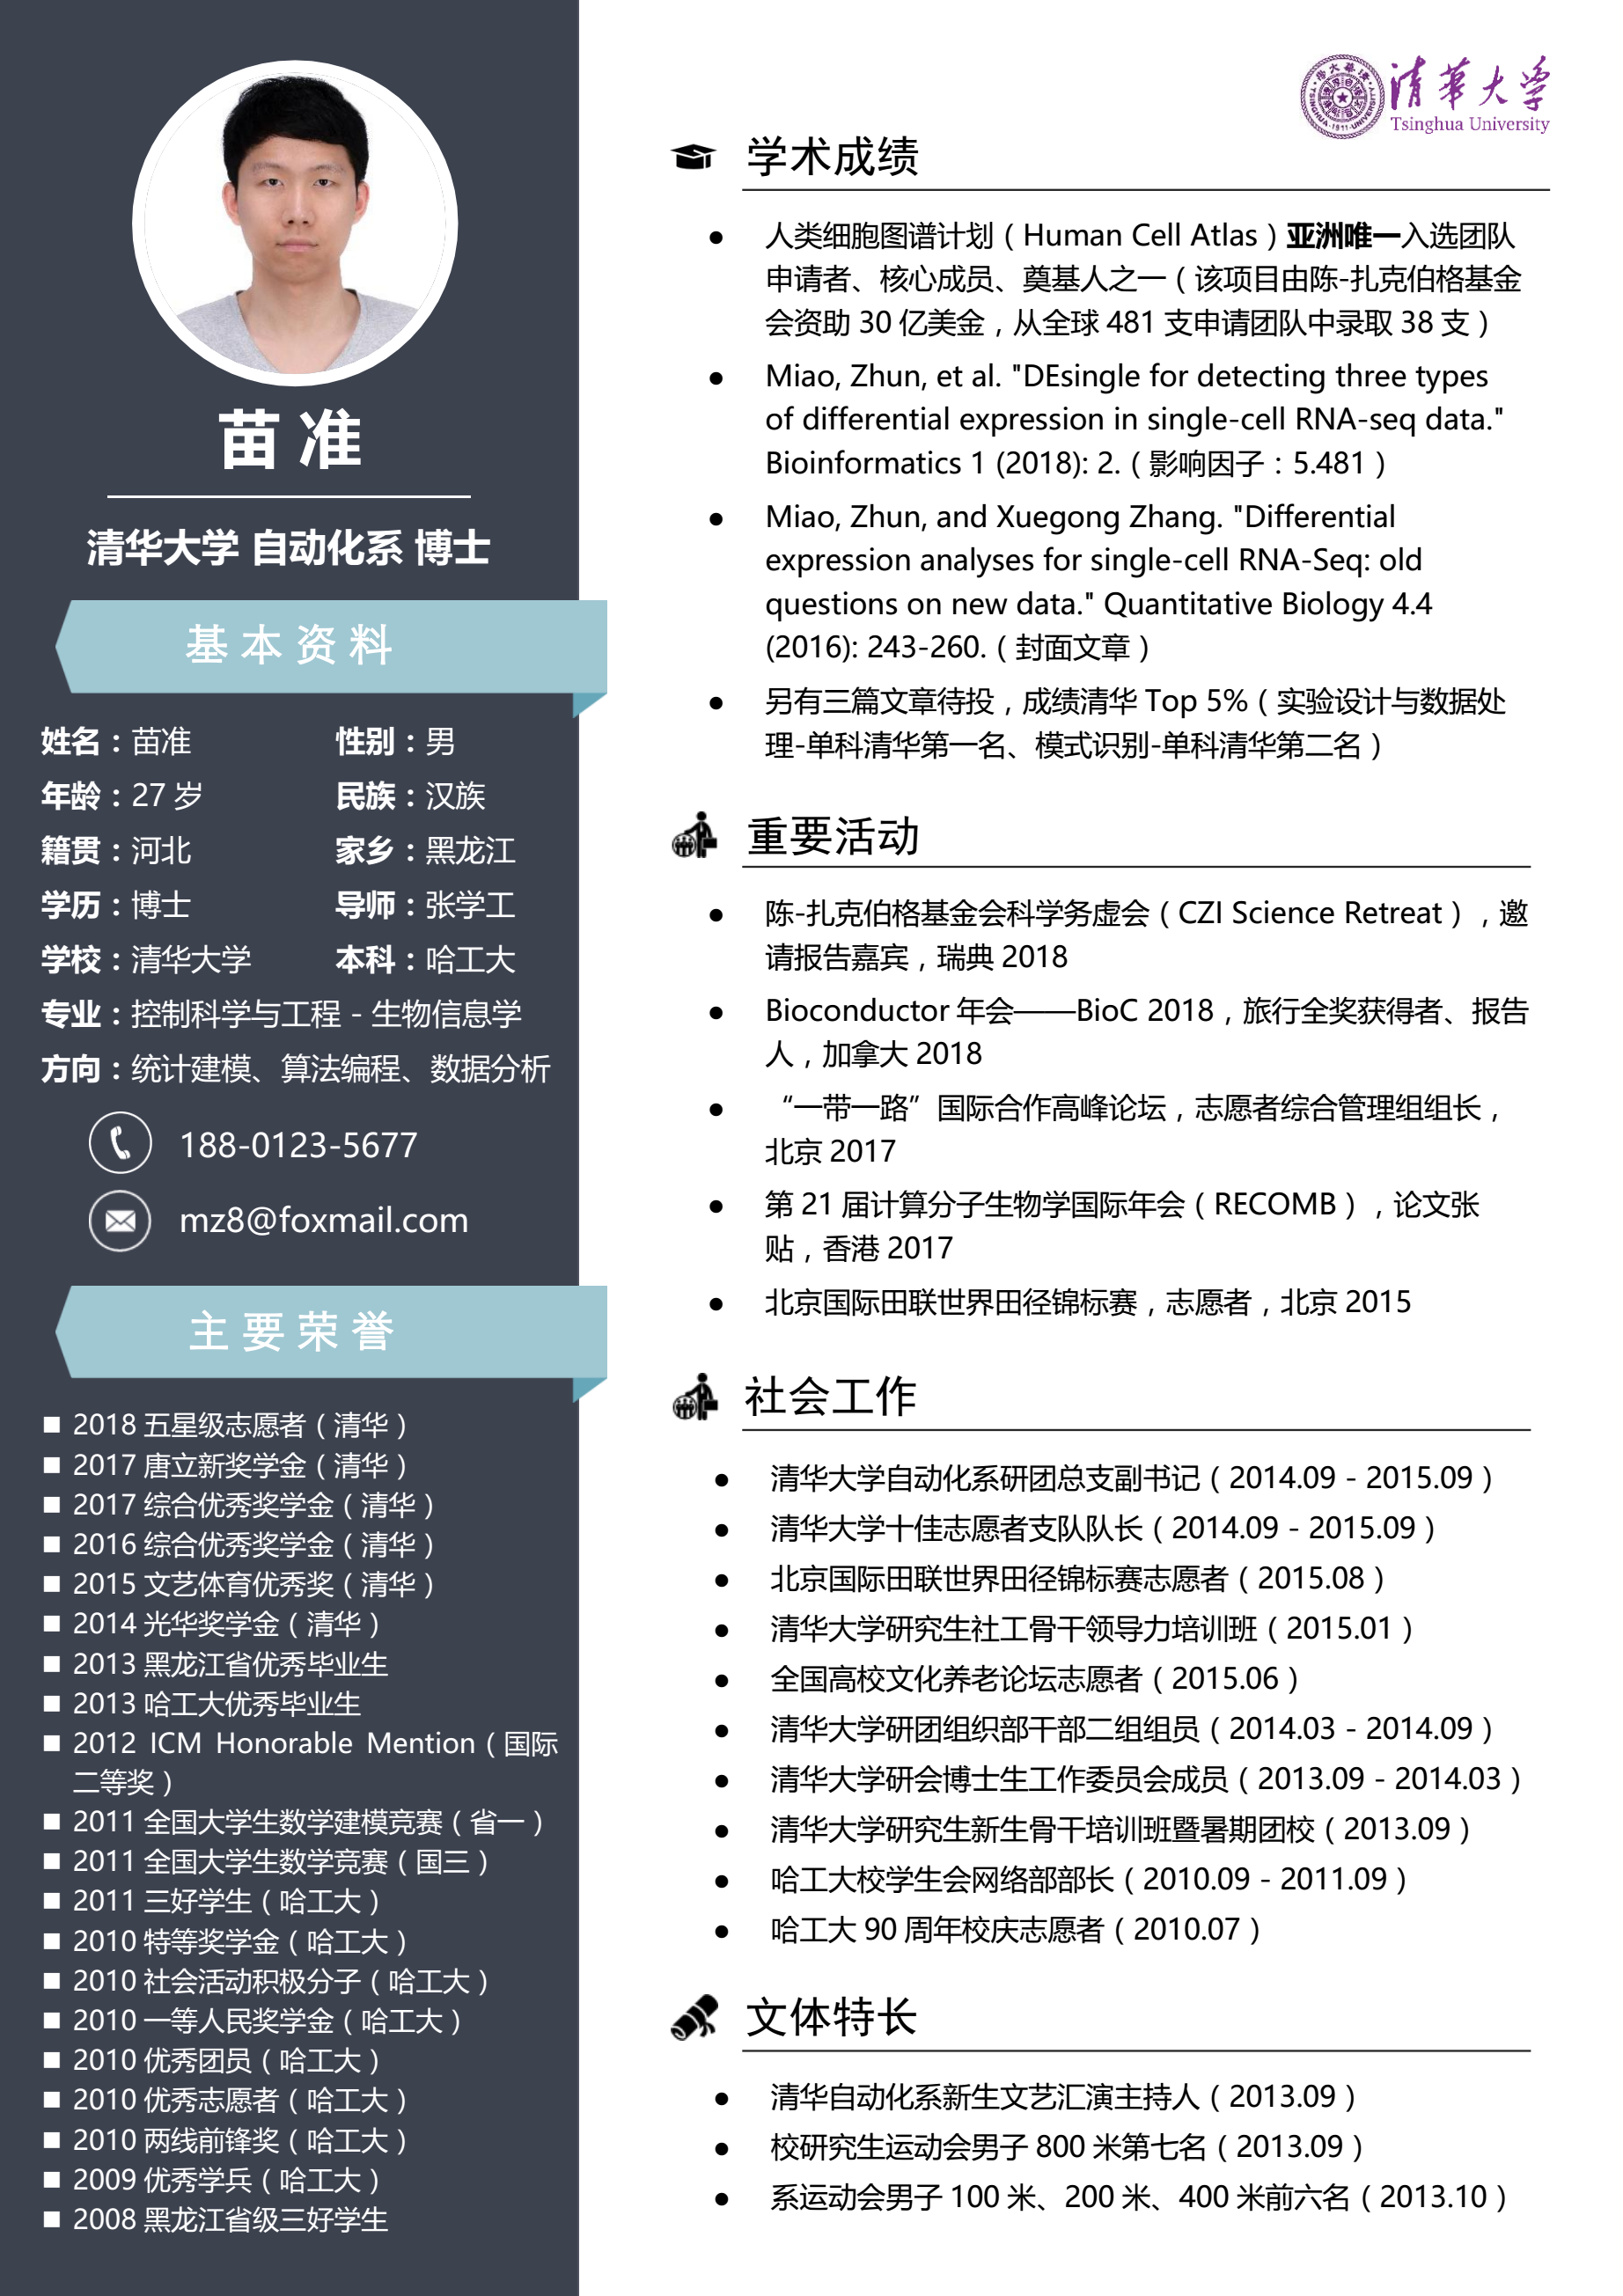 苗 准
清华大学 自动化系 博士
基 本 资 料
姓名：苗准 性别：男
年龄：27 岁 民族：汉族
籍贯：河北 家乡：黑龙江
学历：博士 导师：张学工
学校：清华大学 本科：哈工大
专业：控制科学与工程 - 生物信息学
方向：统计建模、算法编程、数据分析
188-0123-5677
mz8@foxmail.com
主 要 荣 誉
■ 2018 五星级志愿者（清华）
■ 2017 唐立新奖学金（清华）
■ 2017 综合优秀奖学金（清华）
■ 2016 综合优秀奖学金（清华）
■ 2015 文艺体育优秀奖（清华）
■ 2014 光华奖学金（清华）
■ 2013 黑龙江省优秀毕业生
■ 2013 哈工大优秀毕业生
■ 2012 ICM Honorable Mention（国际
二等奖）
■ 2011 全国大学生数学建模竞赛（省一）
■ 2011 全国大学生数学竞赛（国三）
■ 2011 三好学生（哈工大）
■ 2010 特等奖学金（哈工大）
■ 2010 社会活动积极分子（哈工大）
■ 2010 一等人民奖学金（哈工大）
■ 2010 优秀团员（哈工大）
■ 2010 优秀志愿者（哈工大）
■ 2010 两线前锋奖（哈工大）
■ 2009 优秀学兵（哈工大）
■ 2008 黑龙江省级三好学生
清華大学
Tsinghua University
学术成绩
● 人类细胞图谱计划（Human Cell Atlas）亚洲唯一入选团队
申请者、核心成员、奠基人之一（该项目由陈-扎克伯格基金
会资助 30 亿美金，从全球 481 支申请团队中录取 38 支）
● Miao, Zhun, et al. "DEsingle for detecting three types
of differential expression in single-cell RNA-seq data."
Bioinformatics 1 (2018): 2.（影响因子：5.481）
● Miao, Zhun, and Xuegong Zhang. "Differential
expression analyses for single-cell RNA-Seq: old
questions on new data." Quantitative Biology 4.4
(2016): 243-260.（封面文章）
● 另有三篇文章待投，成绩清华 Top 5%（实验设计与数据处
理-单科清华第一名、模式识别-单科清华第二名）
重要活动
● 陈-扎克伯格基金会科学务虚会（CZI Science Retreat），邀
请报告嘉宾，瑞典 2018
● Bioconductor 年会——BioC 2018，旅行全奖获得者、报告
人，加拿大 2018
● “一带一路”国际合作高峰论坛，志愿者综合管理组组长，
北京 2017
● 第 21 届计算分子生物学国际年会（RECOMB），论文张
贴，香港 2017
● 北京国际田联世界田径锦标赛，志愿者，北京 2015
社会工作
● 清华大学自动化系研团总支副书记（2014.09 - 2015.09）
● 清华大学十佳志愿者支队队长（2014.09 - 2015.09）
● 北京国际田联世界田径锦标赛志愿者（2015.08）
● 清华大学研究生社工骨干领导力培训班（2015.01）
● 全国高校文化养老论坛志愿者（2015.06）
● 清华大学研团组织部干部二组组员（2014.03 - 2014.09）
● 清华大学研会博士生工作委员会成员（2013.09 - 2014.03）
● 清华大学研究生新生骨干培训班暨暑期团校（2013.09）
● 哈工大校学生会网络部部长（2010.09 - 2011.09）
● 哈工大 90 周年校庆志愿者（2010.07）
文体特长
● 清华自动化系新生文艺汇演主持人（2013.09）
● 校研究生运动会男子 800 米第七名（2013.09）
● 系运动会男子 100 米、200 米、400 米前六名（2013.10）